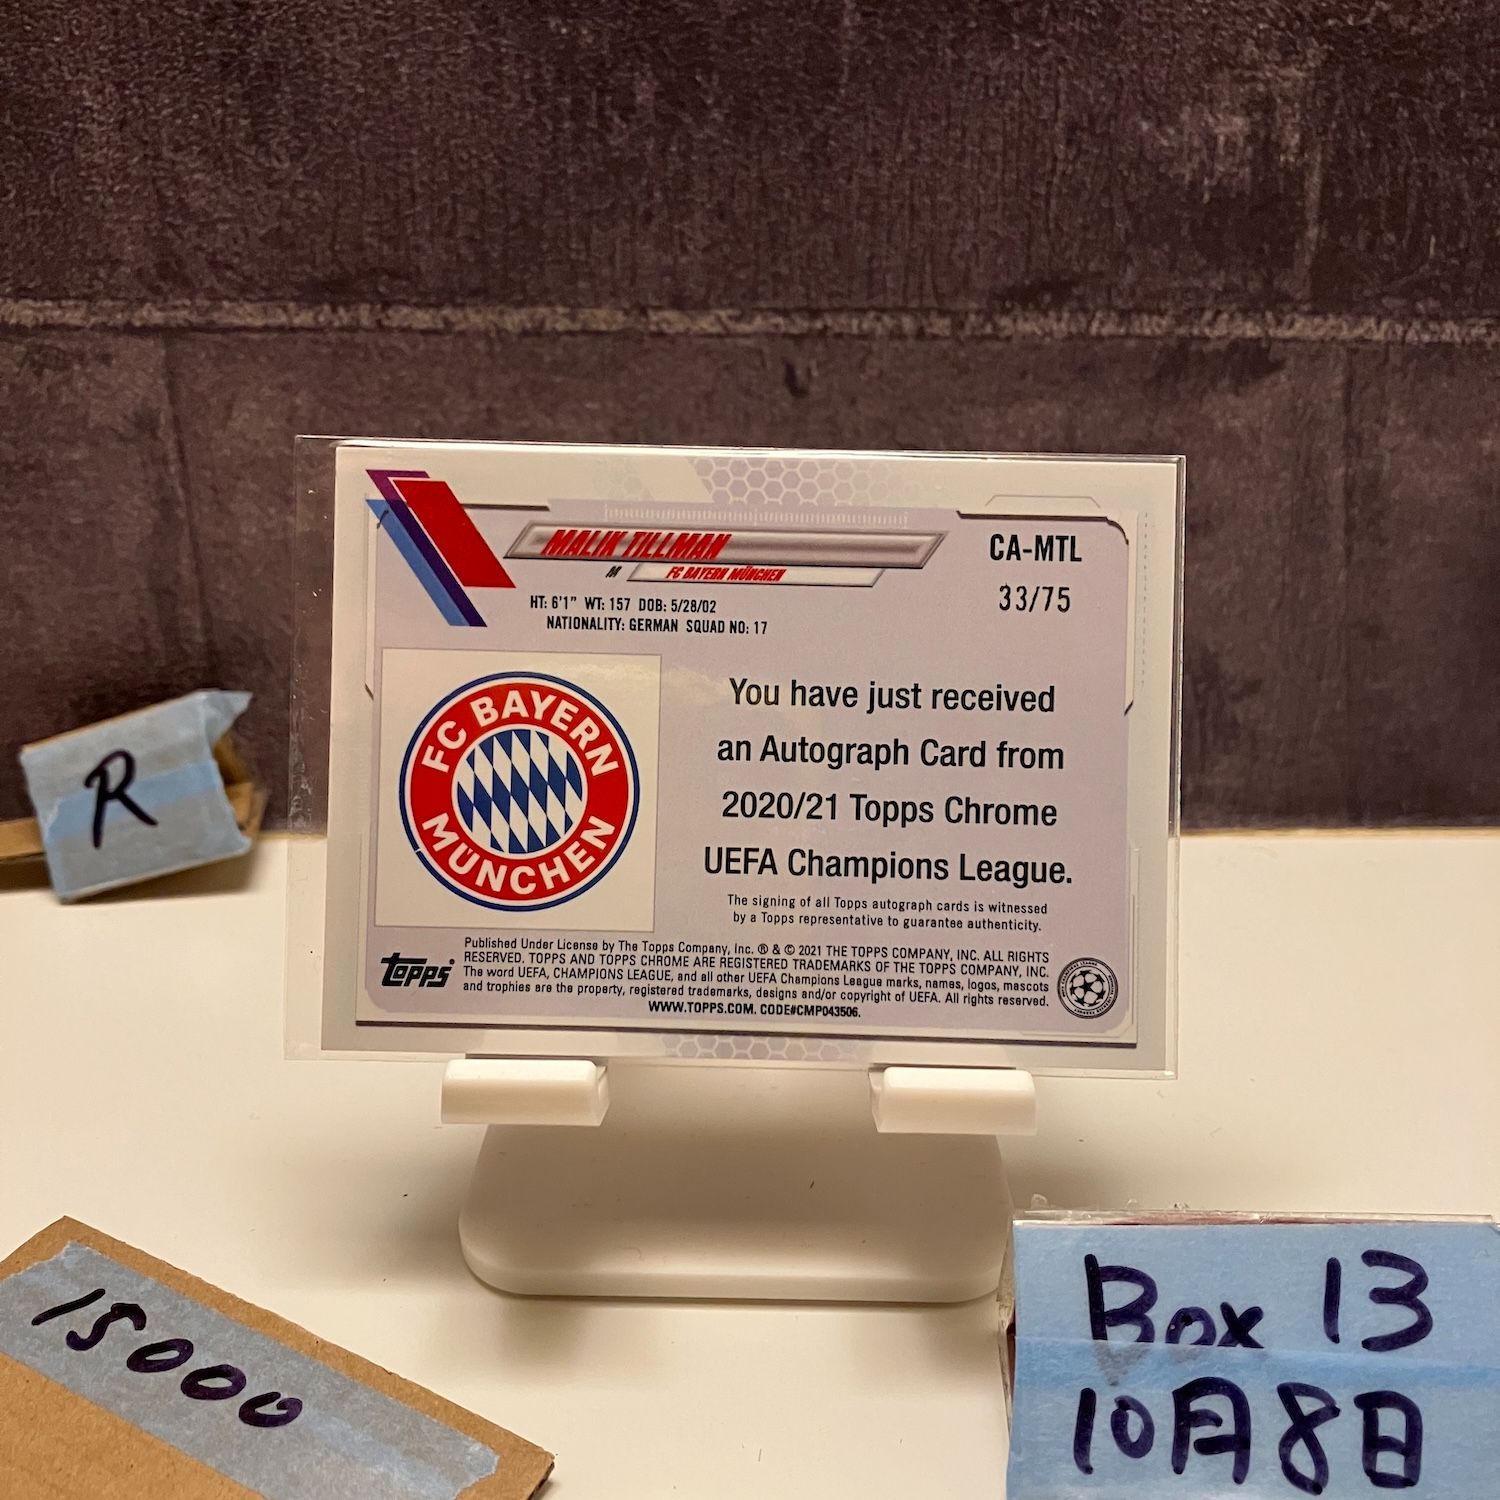 MALIK TILLMAN
M FC BAYERN MÜNCHEN
CA-MTL
33/75
HT: 6'1" WT: 157 DOB: 5/28/02
NATIONALITY: GERMAN SQUAD NO: 17
FC BAYERN
MÜNCHEN
You have just received
an Autograph Card from
2020/21 Topps Chrome
UEFA Champions League.
The signing of all Topps autograph cards is witnessed
by a Topps representative to guarantee authenticity.
topps
Published Under License by The Topps Company, Inc. ® & © 2021 THE TOPPS COMPANY, INC. ALL RIGHTS
RESERVED. TOPPS AND TOPPS CHROME ARE REGISTERED TRADEMARKS OF THE TOPPS COMPANY, INC.
The word UEFA, CHAMPIONS LEAGUE, and all other UEFA Champions League marks, names, logos, mascots
and trophies are the property, registered trademarks, designs and/or copyright of UEFA. All rights reserved.
WWW.TOPPS.COM. CODE#CMP043506.
R
15000
Box 13
10月8日